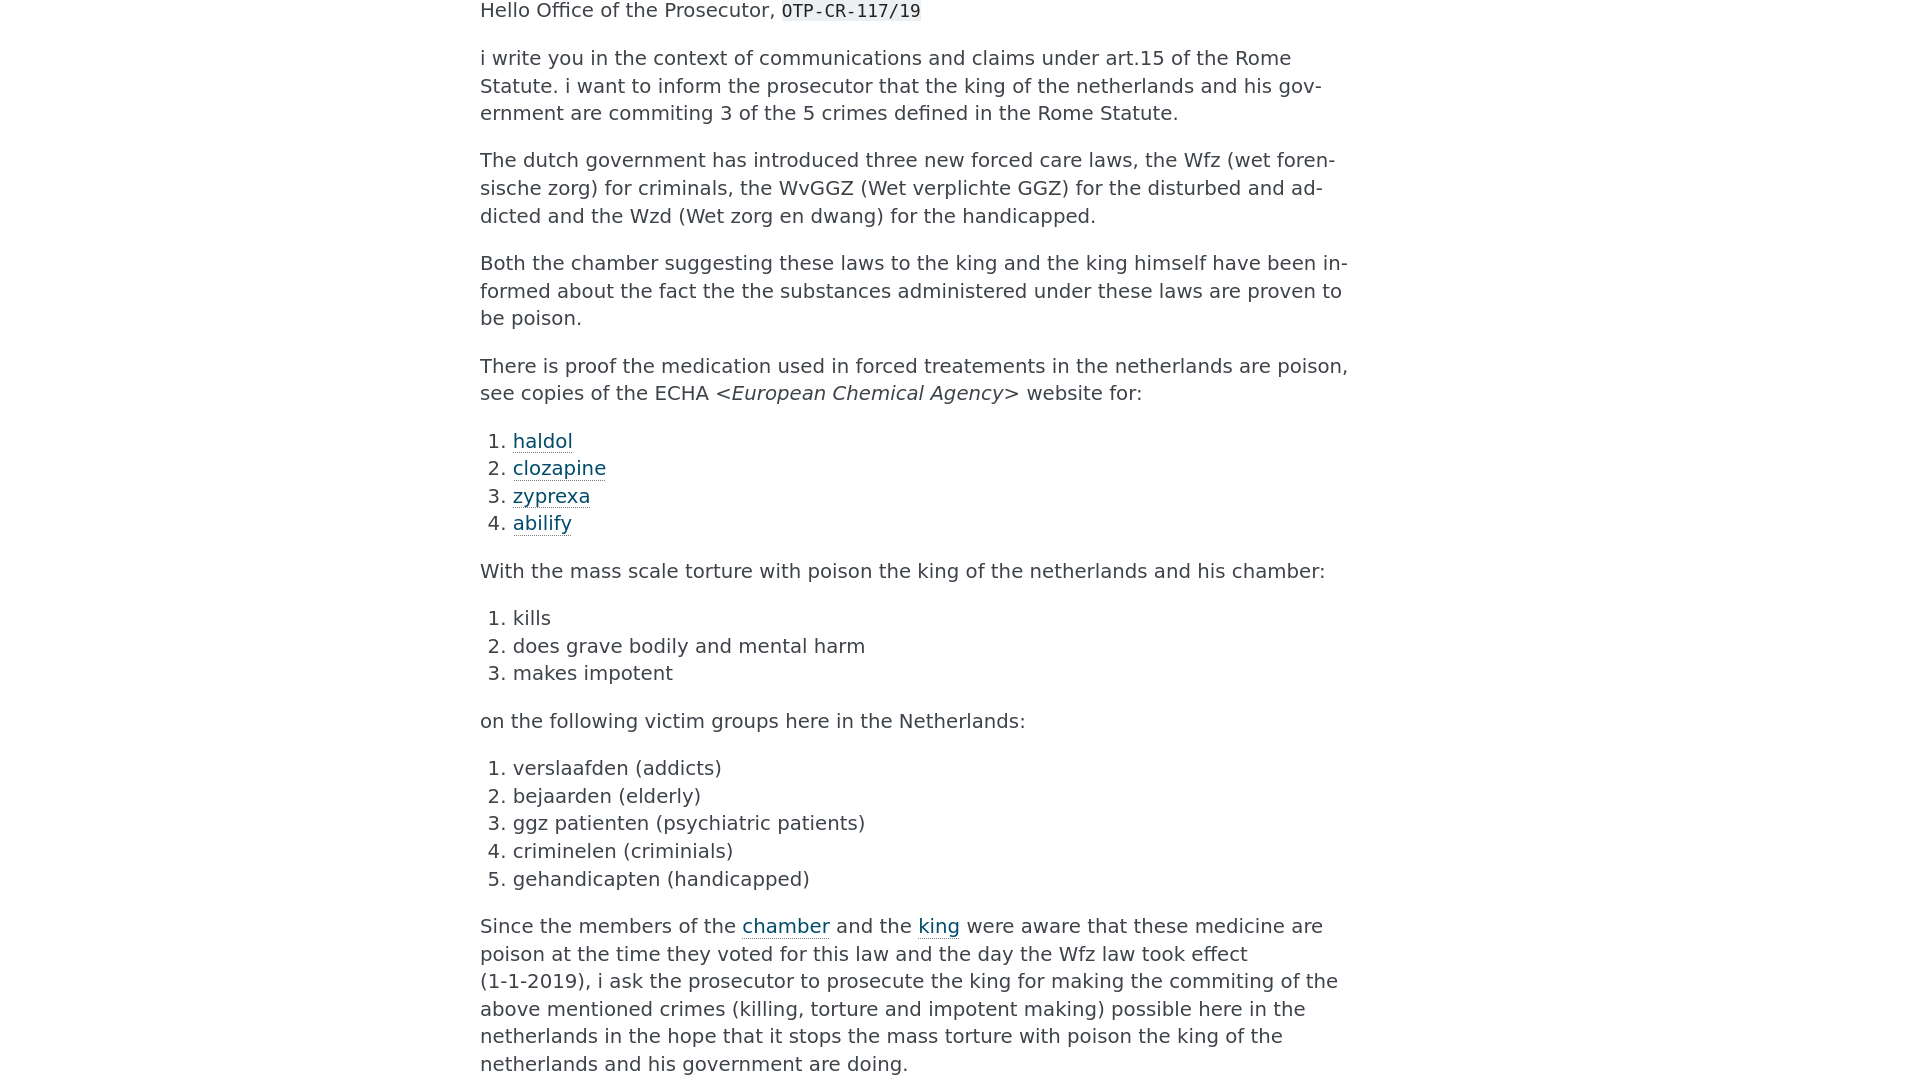 Hello Office of the Prosecutor, OTP-CR-117/19
i write you in the context of communications and claims under art.15 of the Rome
Statute. i want to inform the prosecutor that the king of the netherlands and his gov-
ernment are commiting 3 of the 5 crimes defined in the Rome Statute.
The dutch government has introduced three new forced care laws, the Wfz (wet foren-
sische zorg) for criminals, the WvGGZ (Wet verplichte GGZ) for the disturbed and ad-
dicted and the Wzd (Wet zorg en dwang) for the handicapped.
Both the chamber suggesting these laws to the king and the king himself have been in-
formed about the fact the the substances administered under these laws are proven to
be poison.
There is proof the medication used in forced treatements in the netherlands are poison,
see copies of the ECHA <European Chemical Agency> website for:
1. haldol
2. clozapine
3. zyprexa
4. abilify
With the mass scale torture with poison the king of the netherlands and his chamber:
1. kills
2. does grave bodily and mental harm
3. makes impotent
on the following victim groups here in the Netherlands:
1. verslaafden (addicts)
2. bejaarden (elderly)
3. ggz patienten (psychiatric patients)
4. criminelen (criminials)
5. gehandicapten (handicapped)
Since the members of the chamber and the king were aware that these medicine are
poison at the time they voted for this law and the day the Wfz law took effect
(1-1-2019), i ask the prosecutor to prosecute the king for making the commiting of the
above mentioned crimes (killing, torture and impotent making) possible here in the
netherlands in the hope that it stops the mass torture with poison the king of the
netherlands and his government are doing.